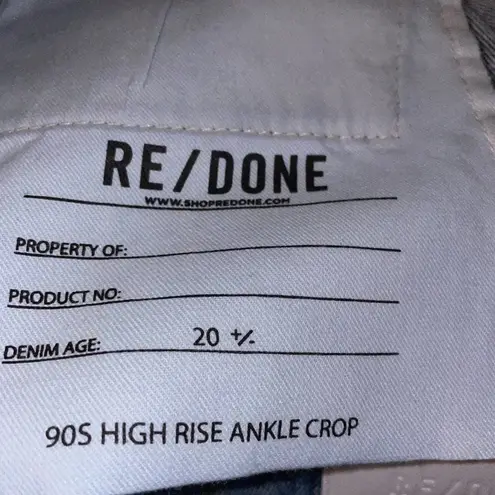 RE/DONE
WWW.SHOPREDONE.COM
PROPERTY OF:
PRODUCT NO:
DENIM AGE: 20 +/-
90S HIGH RISE ANKLE CROP